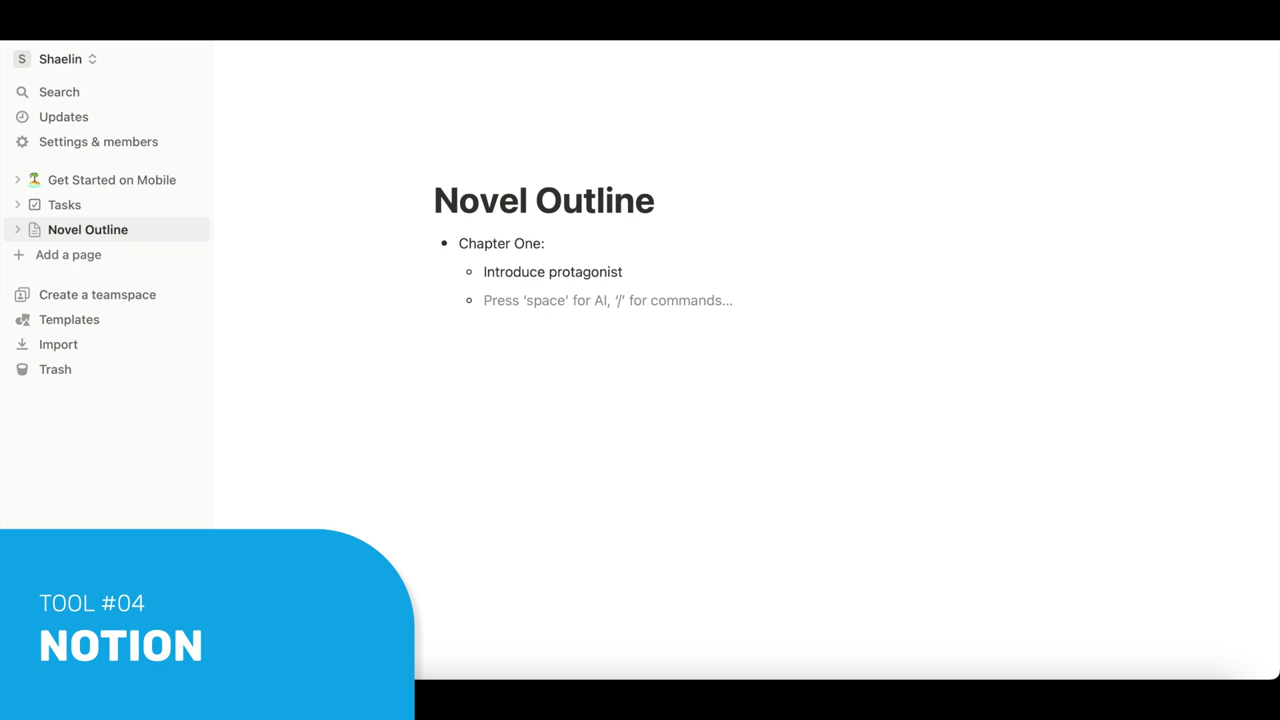 S Shaelin
Search
Updates
Settings & members
Get Started on Mobile
Tasks
Novel Outline
Add a page
Create a teamspace
Templates
Import
Trash
Novel Outline
Chapter One:
Introduce protagonist
Press ‘space’ for AI, ‘/’ for commands…
TOOL #04
NOTION